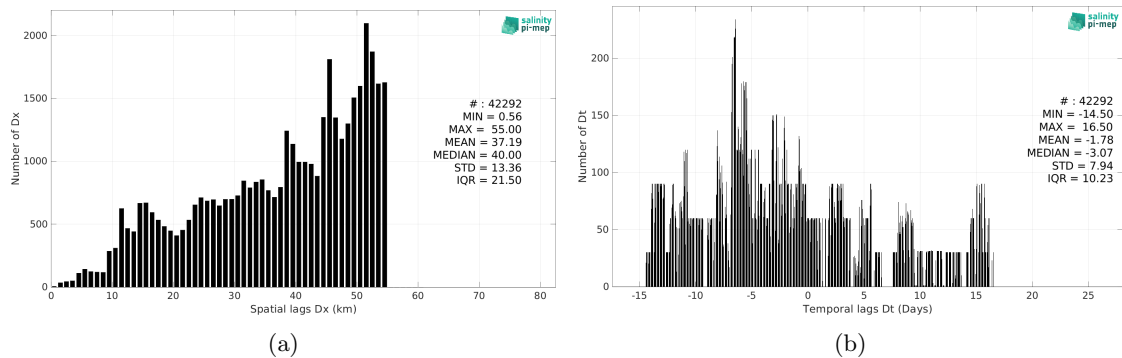 salinity
pi-mep
Number of Dx
2000
1500
1000
500
0
# : 42292
MIN = 0.56
MAX = 55.00
MEAN = 37.19
MEDIAN = 40.00
STD = 13.36
IQR = 21.50
0 10 20 30 40 50 60 70 80
Spatial lags Dx (km)
(a)
salinity
pi-mep
Number of Dt
200
150
100
50
0
# : 42292
MIN = -14.50
MAX = 16.50
MEAN = -1.78
MEDIAN = -3.07
STD = 7.94
IQR = 10.23
-15 -10 -5 0 5 10 15 20 25
Temporal lags Dt (Days)
(b)